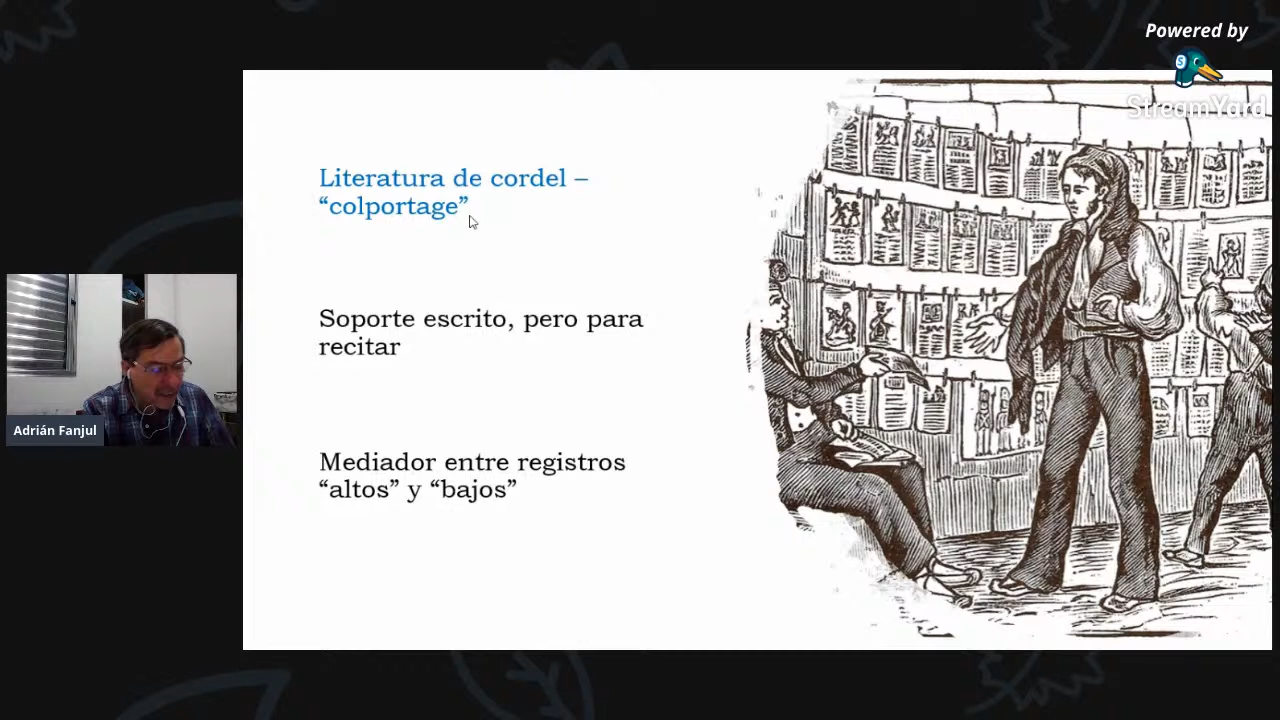 Powered by
StreamYard
Literatura de cordel –
“colportage”
Soporte escrito, pero para
recitar
Mediador entre registros
“altos” y “bajos”
Adrián Fanjul